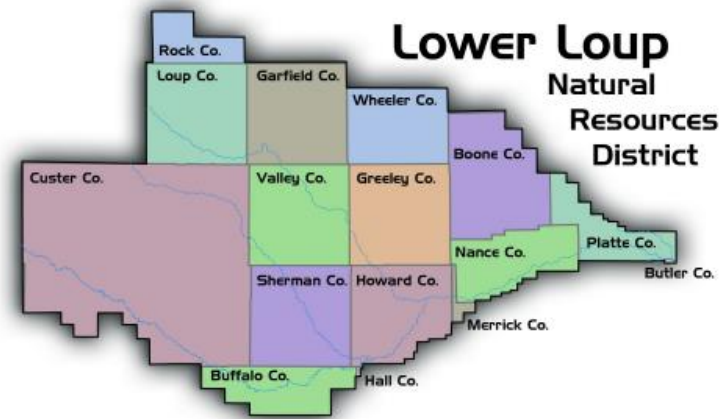 Lower Loup
Natural
Resources
District
Rock Co.
Loup Co.
Garfield Co.
Wheeler Co.
Boone Co.
Custer Co.
Valley Co.
Greeley Co.
Platte Co.
Nance Co.
Butler Co.
Sherman Co.
Howard Co.
Merrick Co.
Buffalo Co.
Hall Co.